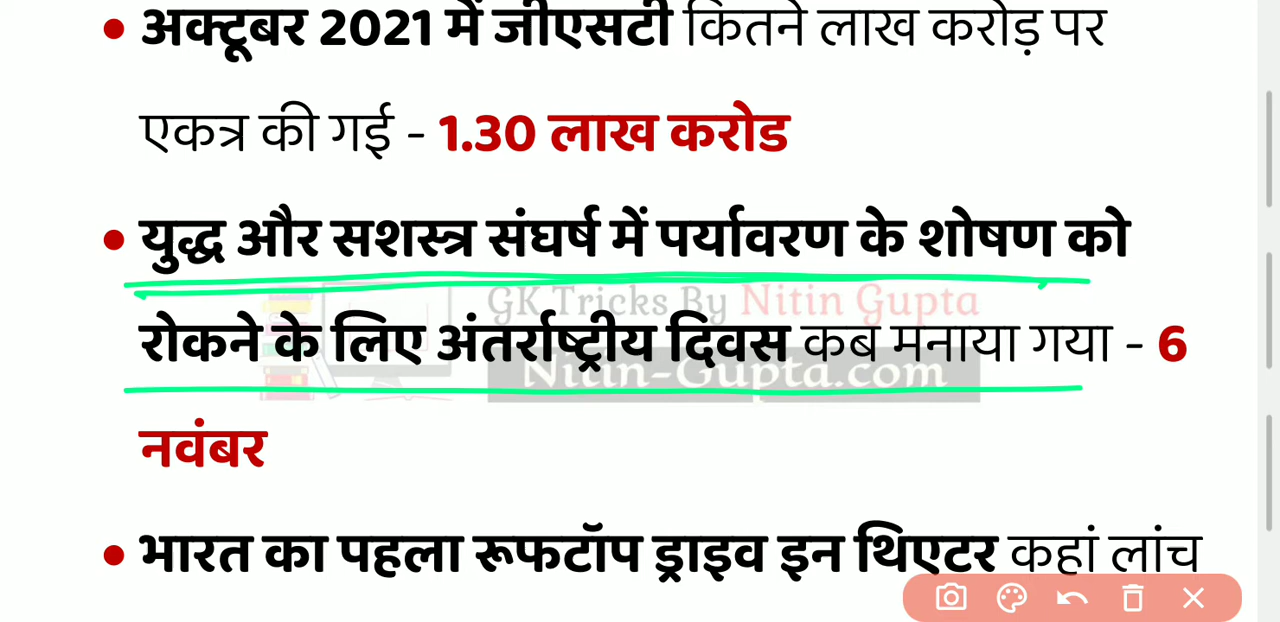 • अक्टूबर 2021 में जीएसटी कितने लाख करोड़ पर
एकत्र की गई - 1.30 लाख करोड
• युद्ध और सशस्त्र संघर्ष में पर्यावरण के शोषण को
GK Tricks By Nitin Gupta
रोकने के लिए अंतर्राष्ट्रीय दिवस कब मनाया गया - 6
Nitin-Gupta.com
नवंबर
• भारत का पहला रूफटॉप ड्राइव इन थिएटर कहां लांच